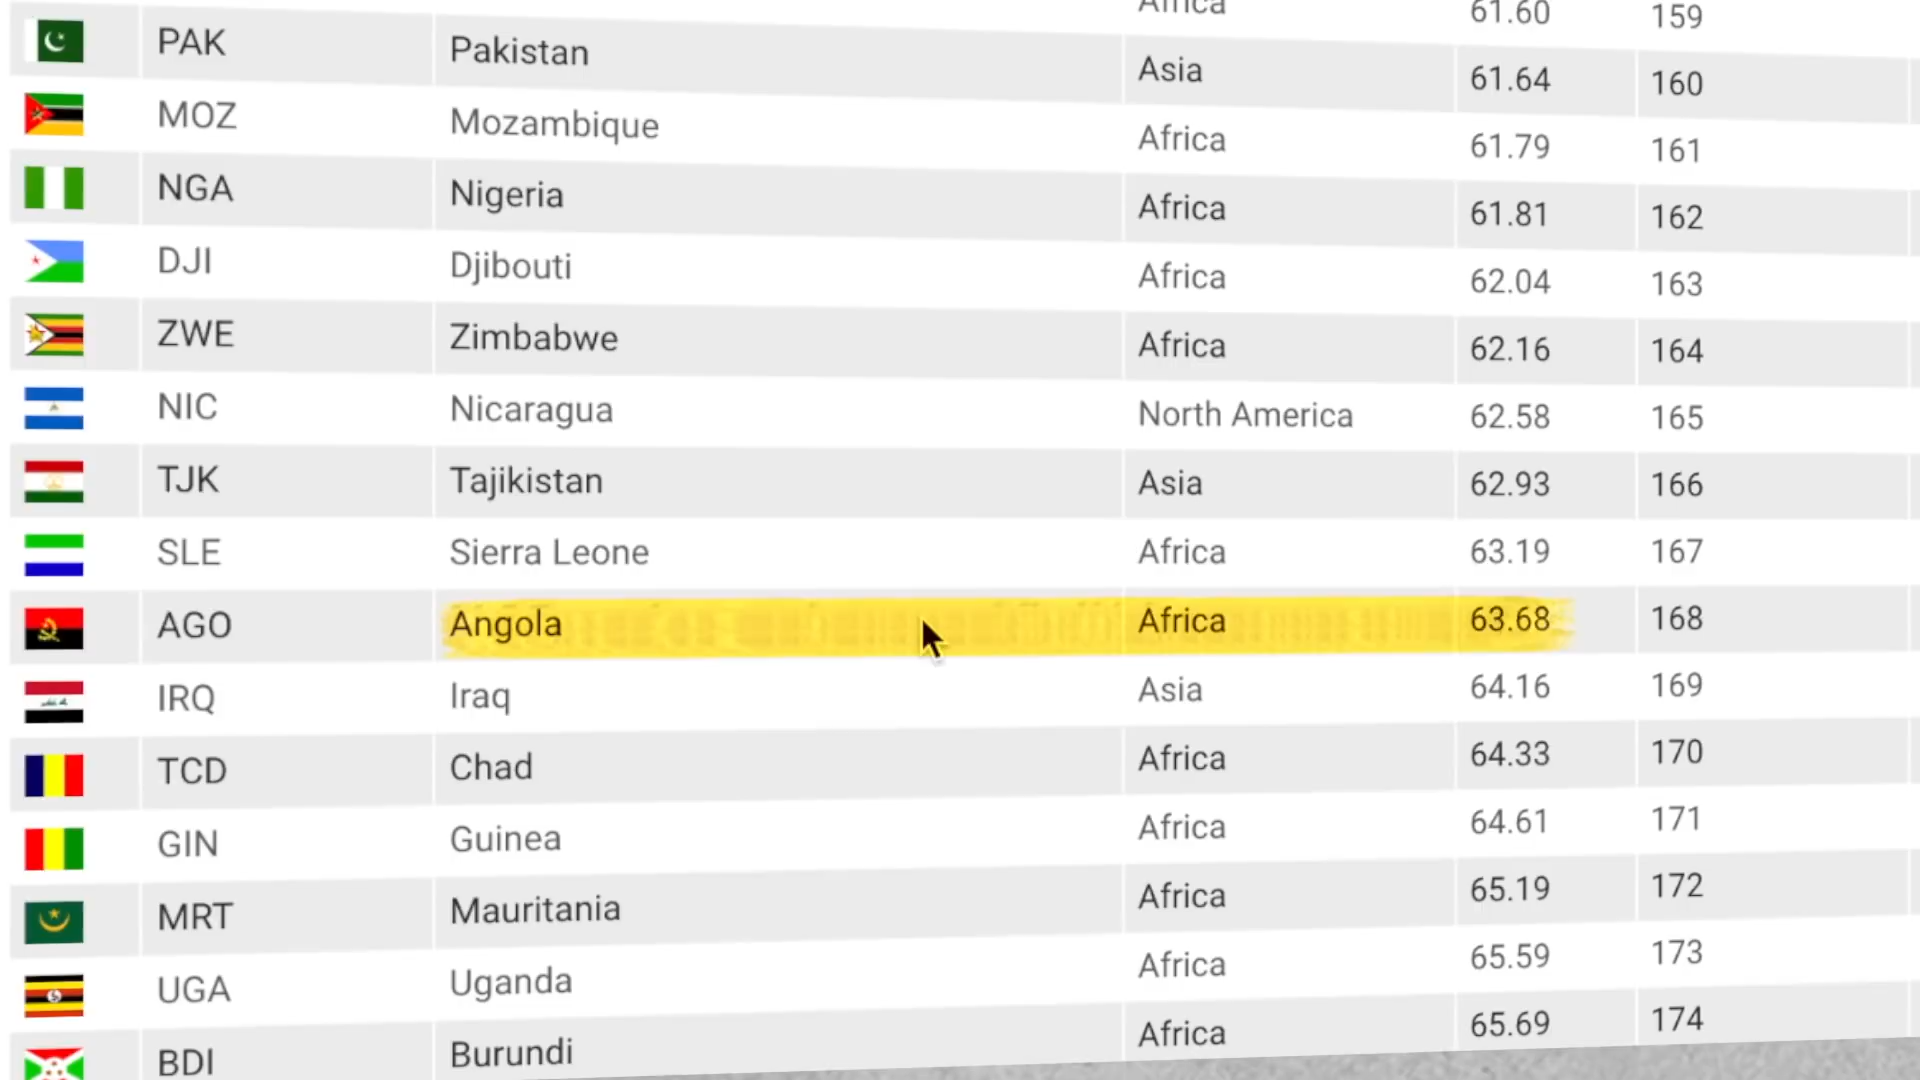 Africa 61.60 159
PAK Pakistan Asia 61.64 160
MOZ Mozambique Africa 61.79 161
NGA Nigeria Africa 61.81 162
DJI Djibouti Africa 62.04 163
ZWE Zimbabwe Africa 62.16 164
NIC Nicaragua North America 62.58 165
TJK Tajikistan Asia 62.93 166
SLE Sierra Leone Africa 63.19 167
AGO Angola Africa 63.68 168
IRQ Iraq Asia 64.16 169
TCD Chad Africa 64.33 170
GIN Guinea Africa 64.61 171
MRT Mauritania Africa 65.19 172
UGA Uganda Africa 65.59 173
BDI Burundi Africa 65.69 174